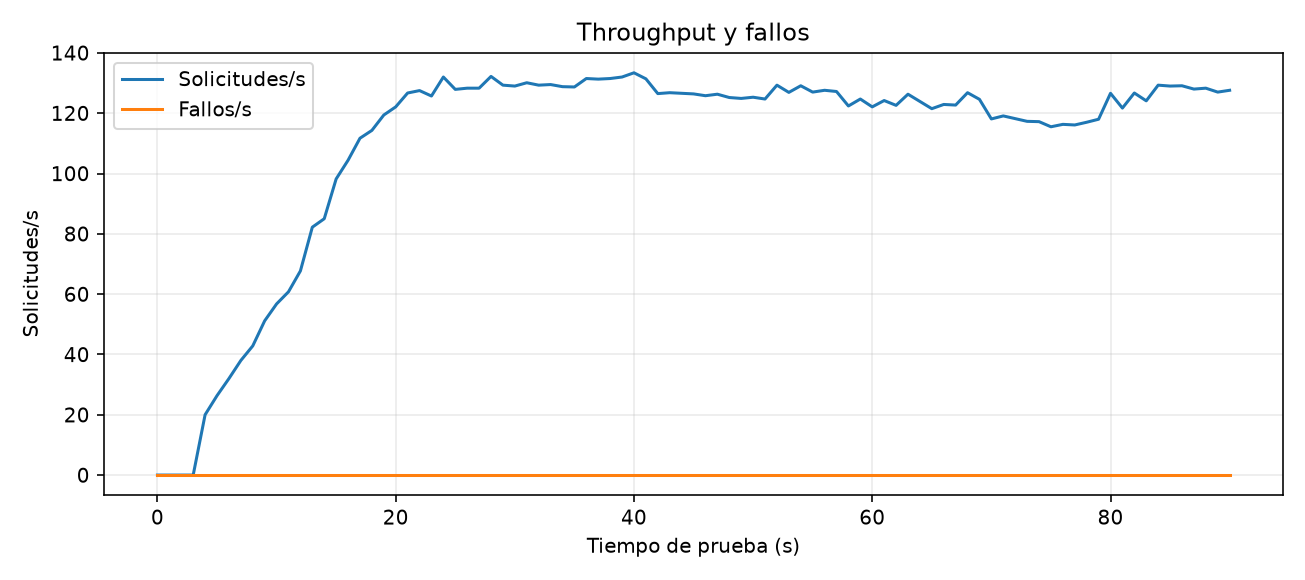 Throughput y fallos
Solicitudes/s
Fallos/s
Solicitudes/s
140
120
100
80
60
40
20
0
0 20 40 60 80
Tiempo de prueba (s)